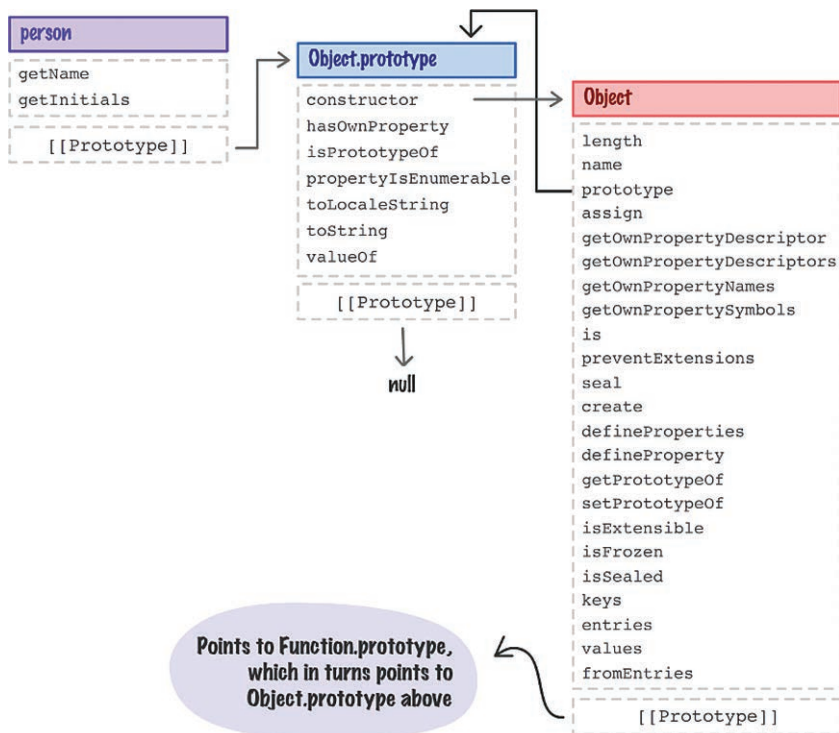 person
getName
getInitials
[[Prototype]]
Object.prototype
constructor
hasOwnProperty
isPrototypeOf
propertyIsEnumerable
toLocaleString
toString
valueOf
[[Prototype]]
null
Object
length
name
prototype
assign
getOwnPropertyDescriptor
getOwnPropertyDescriptors
getOwnPropertyNames
getOwnPropertySymbols
is
preventExtensions
seal
create
defineProperties
defineProperty
getPrototypeOf
setPrototypeOf
isExtensible
isFrozen
isSealed
keys
entries
values
fromEntries
[[Prototype]]
Points to Function.prototype,
which in turns points to
Object.prototype above